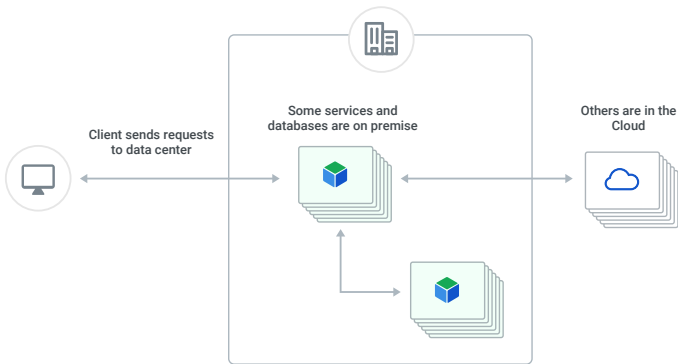 Client sends requests
to data center
Some services and
databases are on premise
Others are in the
Cloud